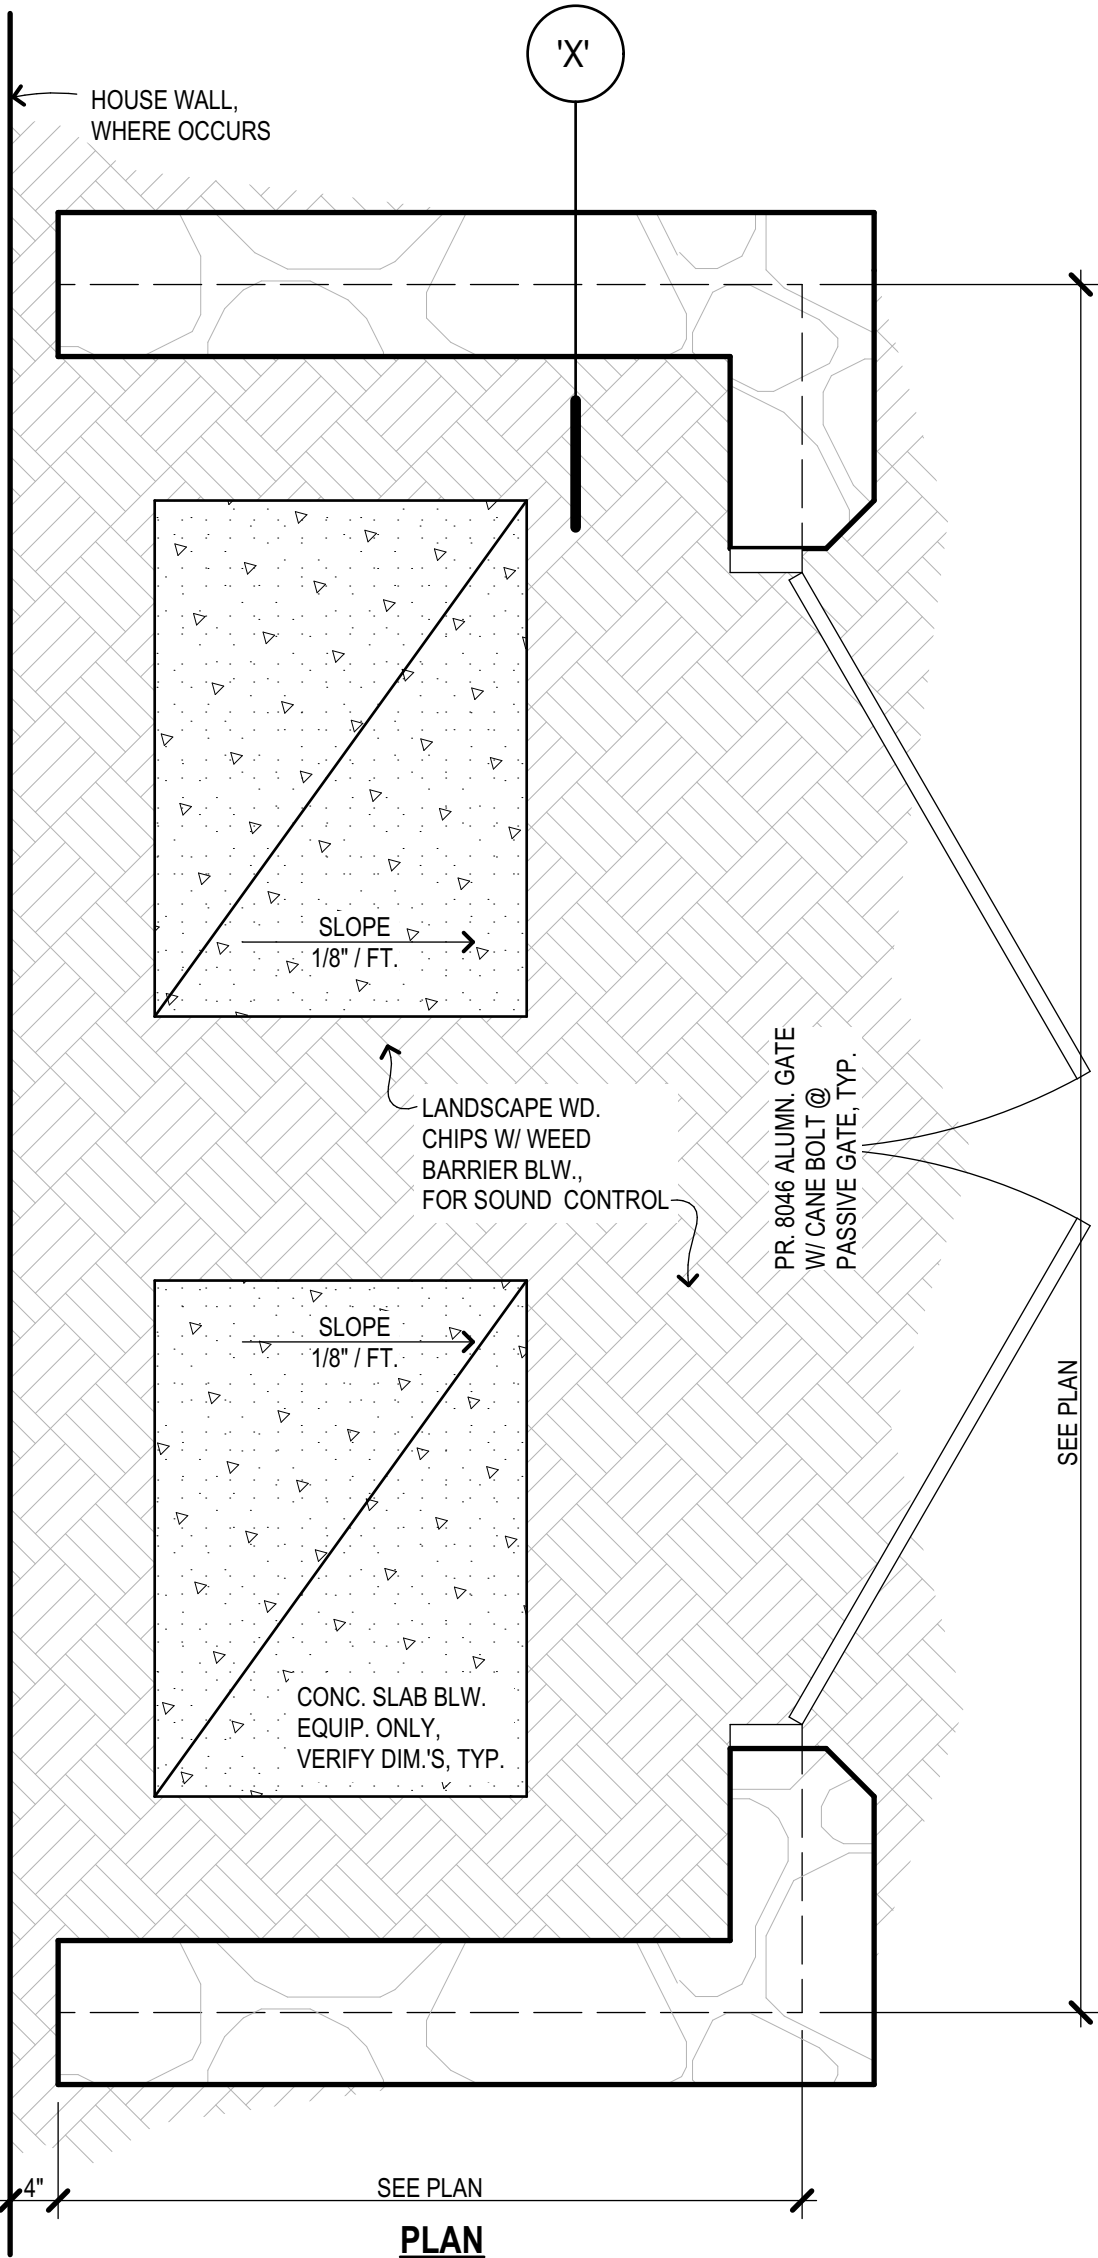 'X'
HOUSE WALL,
WHERE OCCURS
SLOPE
1/8" / FT.
LANDSCAPE WD.
CHIPS W/ WEED
BARRIER BLW.,
FOR SOUND CONTROL
PR. 8046 ALUMN. GATE
W/ CANE BOLT @
PASSIVE GATE, TYP.
SLOPE
1/8" / FT.
SEE PLAN
CONC. SLAB BLW.
EQUIP. ONLY,
VERIFY DIM.'S, TYP.
4"
SEE PLAN
PLAN